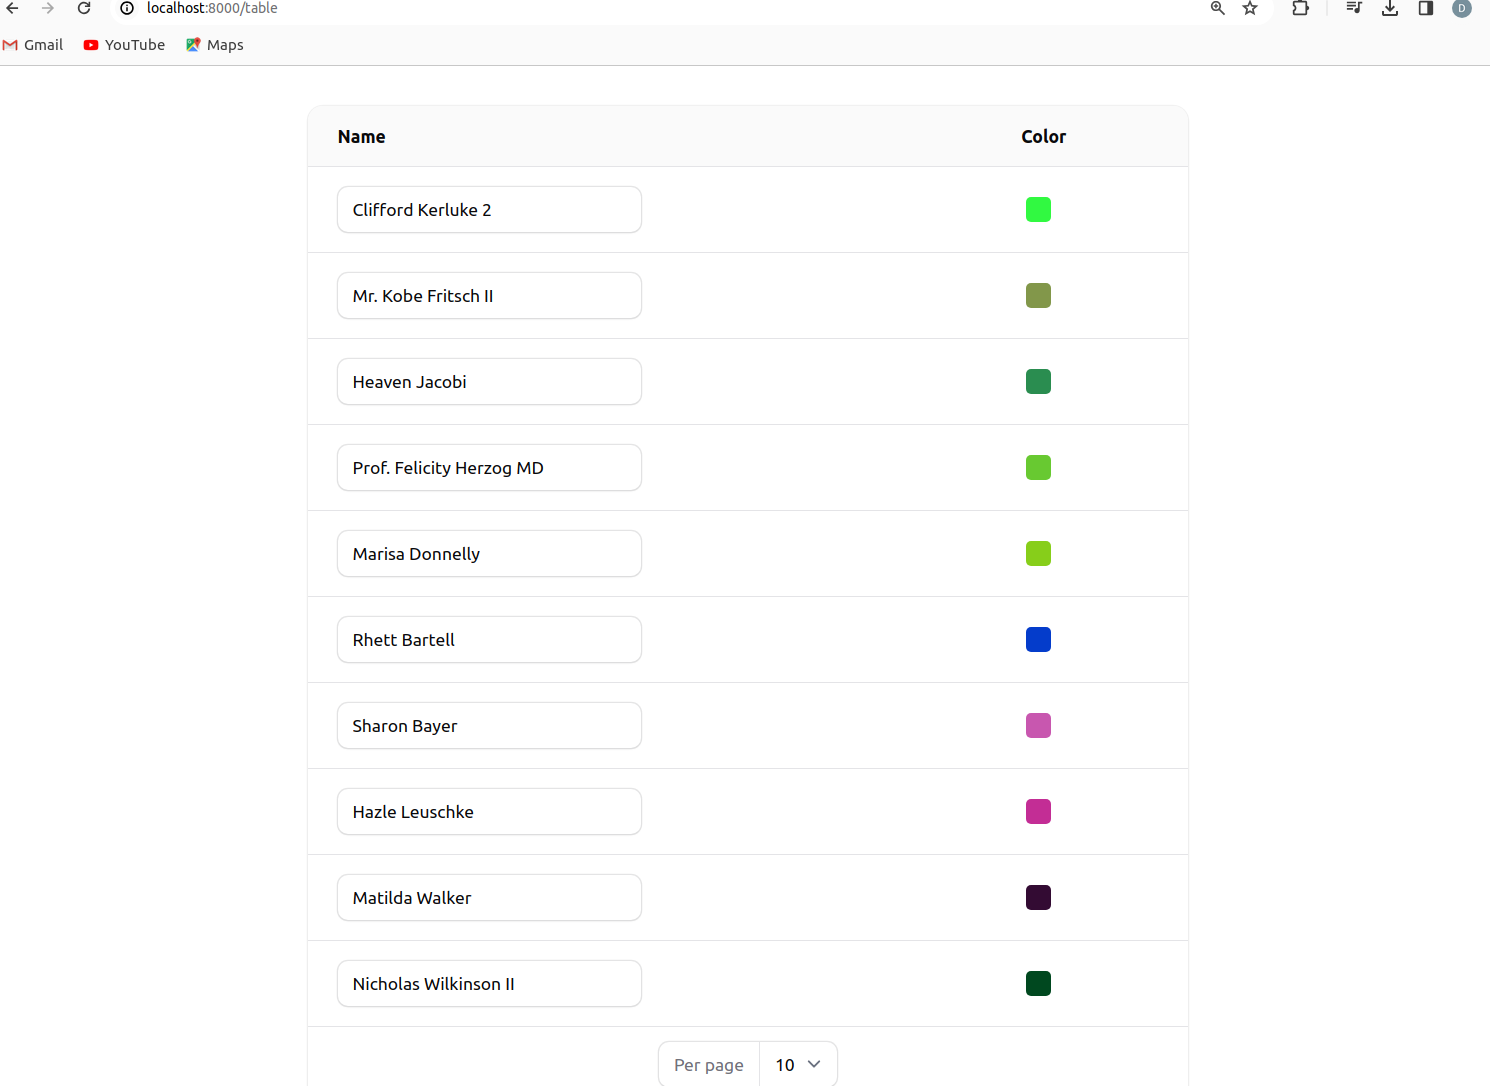 localhost:8000/table
D
Gmail YouTube Maps
Name Color
Clifford Kerluke 2
Mr. Kobe Fritsch II
Heaven Jacobi
Prof. Felicity Herzog MD
Marisa Donnelly
Rhett Bartell
Sharon Bayer
Hazle Leuschke
Matilda Walker
Nicholas Wilkinson II
Per page 10